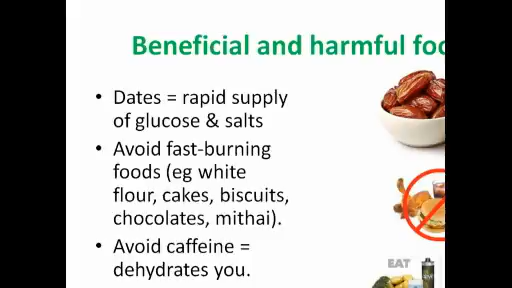 Beneficial and harmful foo
• Dates = rapid supply
of glucose & salts
• Avoid fast-burning
foods (eg white
flour, cakes, biscuits,
chocolates, mithai).
• Avoid caffeine =
dehydrates you.
EAT